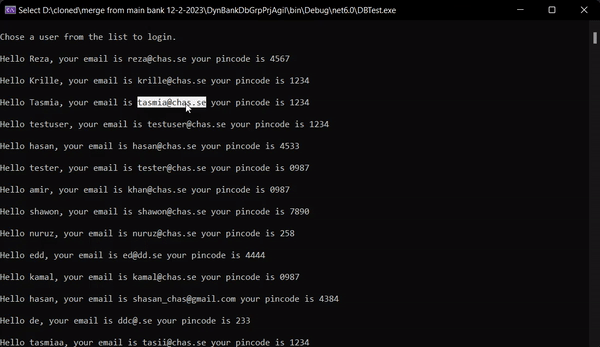 Select D:\cloned\merge from main bank 12-2-2023\DynBankDbGrpPrjAgil\bin\Debug\net6.0\DBTest.exe
Chose a user from the list to login.
Hello Reza, your email is reza@chas.se your pincode is 4567
Hello Krille, your email is krille@chas.se your pincode is 1234
Hello Tasmia, your email is tasmia@chas.se your pincode is 1234
Hello testuser, your email is testuser@chas.se your pincode is 1234
Hello hasan, your email is hasan@chas.se your pincode is 4533
Hello tester, your email is tester@chas.se your pincode is 0987
Hello amir, your email is khan@chas.se your pincode is 0987
Hello shawon, your email is shawon@chas.se your pincode is 7890
Hello nuruz, your email is nuruz@chas.se your pincode is 258
Hello edd, your email is ed@dd.se your pincode is 4444
Hello kamal, your email is kamal@chas.se your pincode is 0987
Hello hasan, your email is shasan_chas@gmail.com your pincode is 4384
Hello de, your email is ddc@.se your pincode is 233
Hello tasmiaa, your email is tasii@chas.se your pincode is 1234